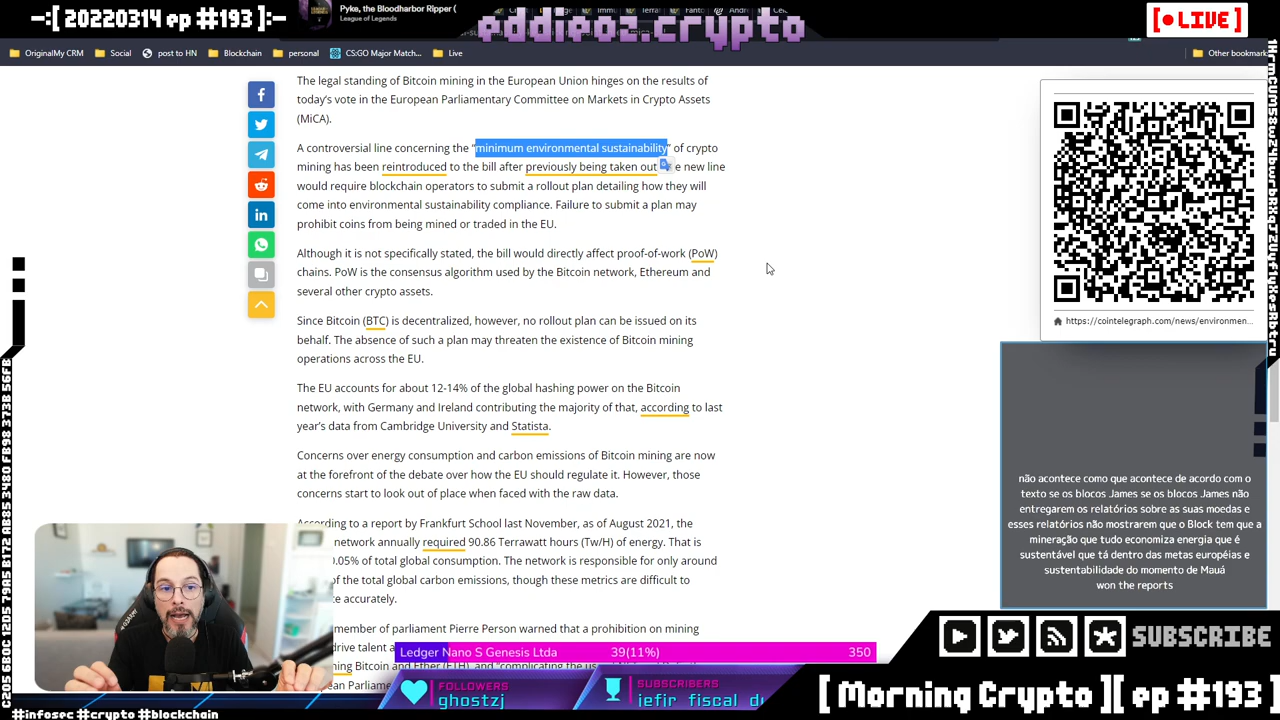 -:[ 20220314 ep #193 ]:-
Pyke, the Bloodharbor Ripper (
League of Legends
eddieoz.crypto
[● LIVE]
OriginalMy CRM
Social
post to HN
Blockchain
personal
CS:GO Major Match...
Live
Other bookmark
The legal standing of Bitcoin mining in the European Union hinges on the results of
today's vote in the European Parliamentary Committee on Markets in Crypto Assets
(MiCA).
A controversial line concerning the "minimum environmental sustainability" of crypto
mining has been reintroduced to the bill after previously being taken out e new line
would require blockchain operators to submit a rollout plan detailing how they will
come into environmental sustainability compliance. Failure to submit a plan may
prohibit coins from being mined or traded in the EU.
Although it is not specifically stated, the bill would directly affect proof-of-work (PoW)
chains. PoW is the consensus algorithm used by the Bitcoin network, Ethereum and
several other crypto assets.
Since Bitcoin (BTC) is decentralized, however, no rollout plan can be issued on its
behalf. The absence of such a plan may threaten the existence of Bitcoin mining
operations across the EU.
The EU accounts for about 12-14% of the global hashing power on the Bitcoin
network, with Germany and Ireland contributing the majority of that, according to last
year's data from Cambridge University and Statista.
Concerns over energy consumption and carbon emissions of Bitcoin mining are now
at the forefront of the debate over how the EU should regulate it. However, those
concerns start to look out of place when faced with the raw data.
According to a report by Frankfurt School last November, as of August 2021, the
network annually required 90.86 Terrawatt hours (Tw/H) of energy. That is
.05% of total global consumption. The network is responsible for only around
of the total global carbon emissions, though these metrics are difficult to
e accurately.
member of parliament Pierre Person warned that a prohibition on mining
drive talent a
ning Bitcoin and Ether (ETH), and "complicating the use
ean Parliame
https://cointelegraph.com/news/environmen...
não acontece como que acontece de acordo com o
texto se os blocos James se os blocos James não
entregarem os relatórios sobre as suas moedas e
esses relatórios não mostrarem que o Block tem que a
mineração que tudo economiza energia que é
sustentável que tá dentro das metas européias e
sustentabilidade do momento de Mauá
won the reports
Ledger Nano S Genesis Ltda 39(11%) 350
FOLLOWERS
ghostzj
SUBSCRIBERS
iefir_fiscal_du
SUBSCRIBE
[ Morning Crypto ][ ep #193 ]
#infosec #crypto #blockchain